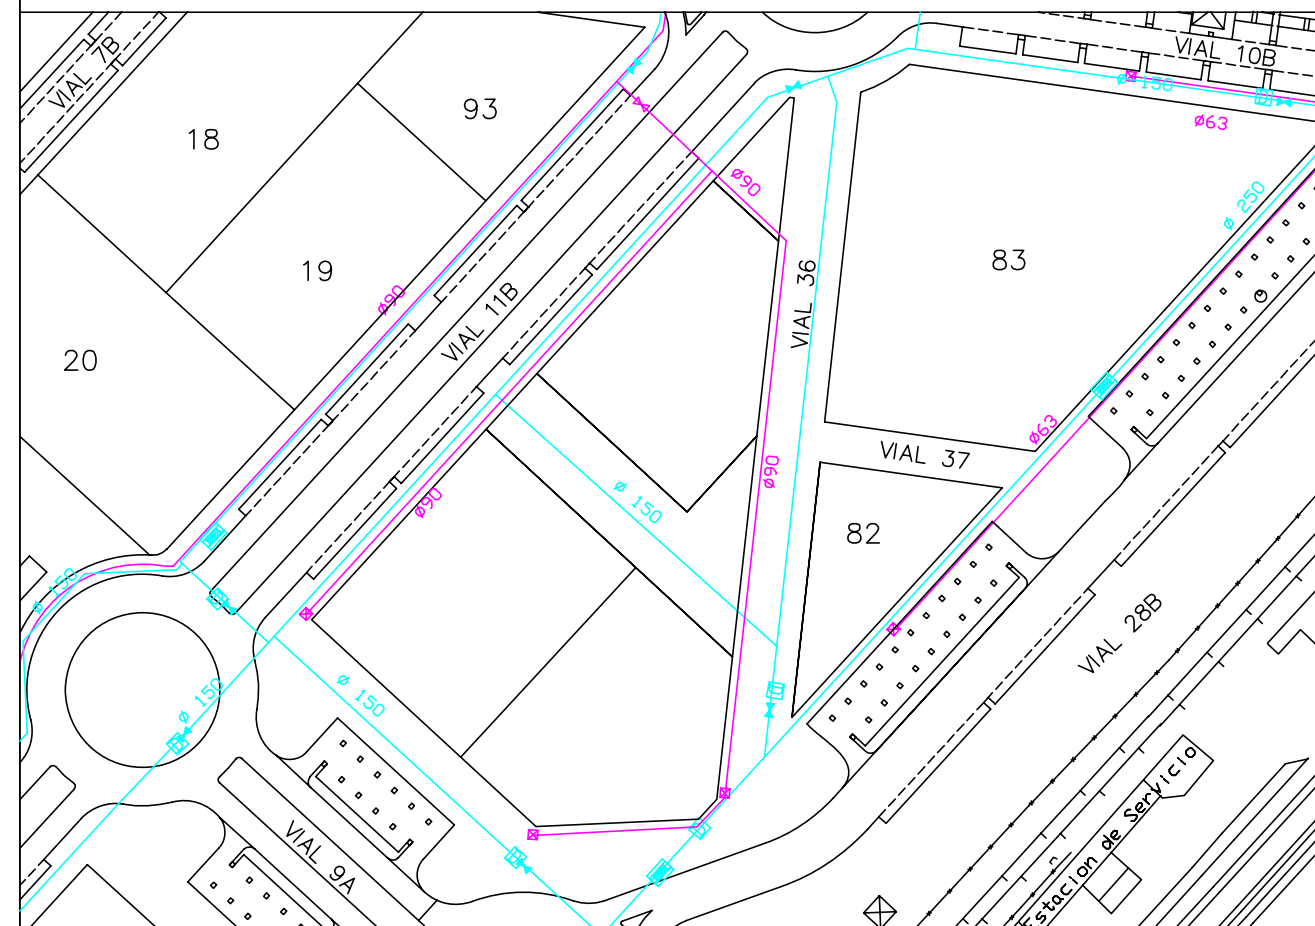 VIAL 7B
VIAL 10B
93
18
ø 150
ø63
ø90
ø 250
19
83
VIAL 36
ø90
VIAL 11B
20
ø63
VIAL 37
ø90
ø90
ø 150
82
ø 150
VIAL 28B
ø 150
ø 150
Estacion de Servicio
VIAL 9A